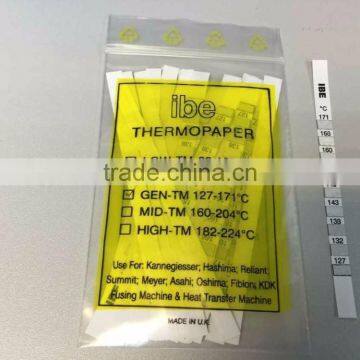 ibe
THERMOPAPER
GEN-TM 127-171°C
MID-TM 160-204°C
HIGH-TM 182-224°C
Use For: Kannegiesser; Hashima; Reliant;
Summit; Meyer; Asahi; Oshima; Fiblon; KDK
Fusing Machine & Heat Transfer Machine
MADE IN U.K
trade.china.cn
IBE
°C
171
160
143
138
132
127